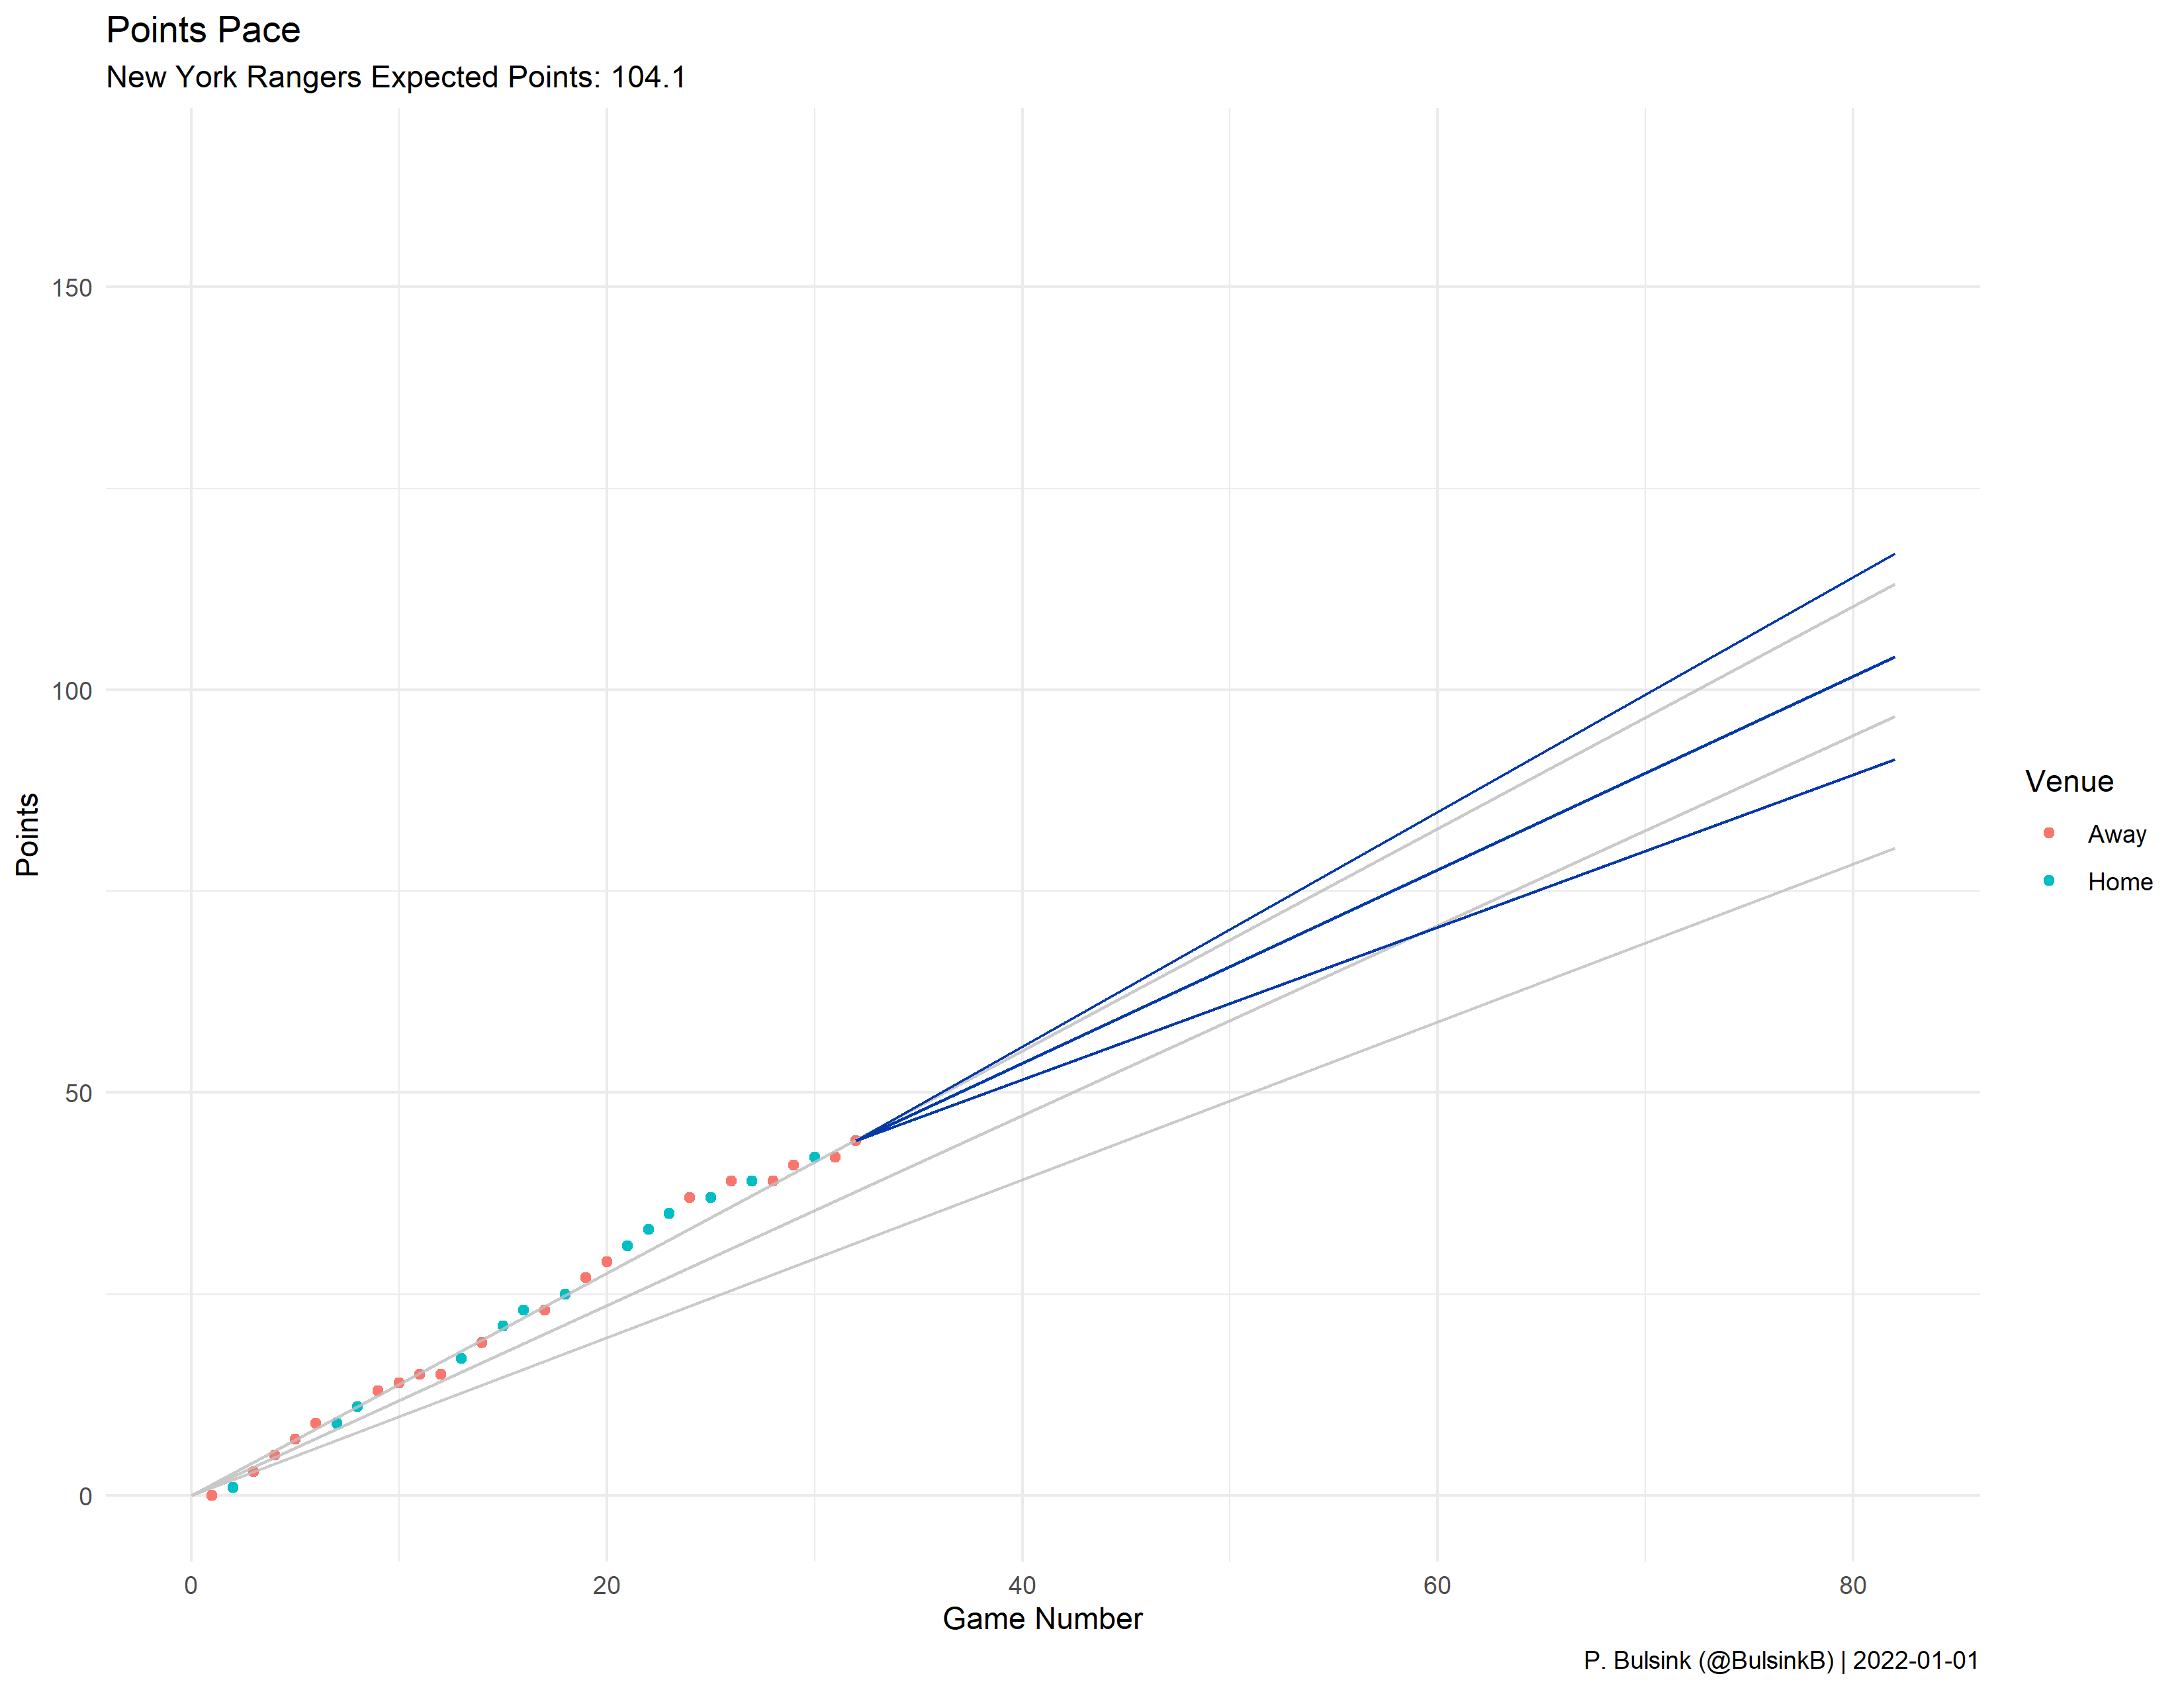 Points Pace
New York Rangers Expected Points: 104.1
150
100
50
0
Points
0 20 40 60 80
Game Number
Venue
Away
Home
P. Bulsink (@BulsinkB) | 2022-01-01